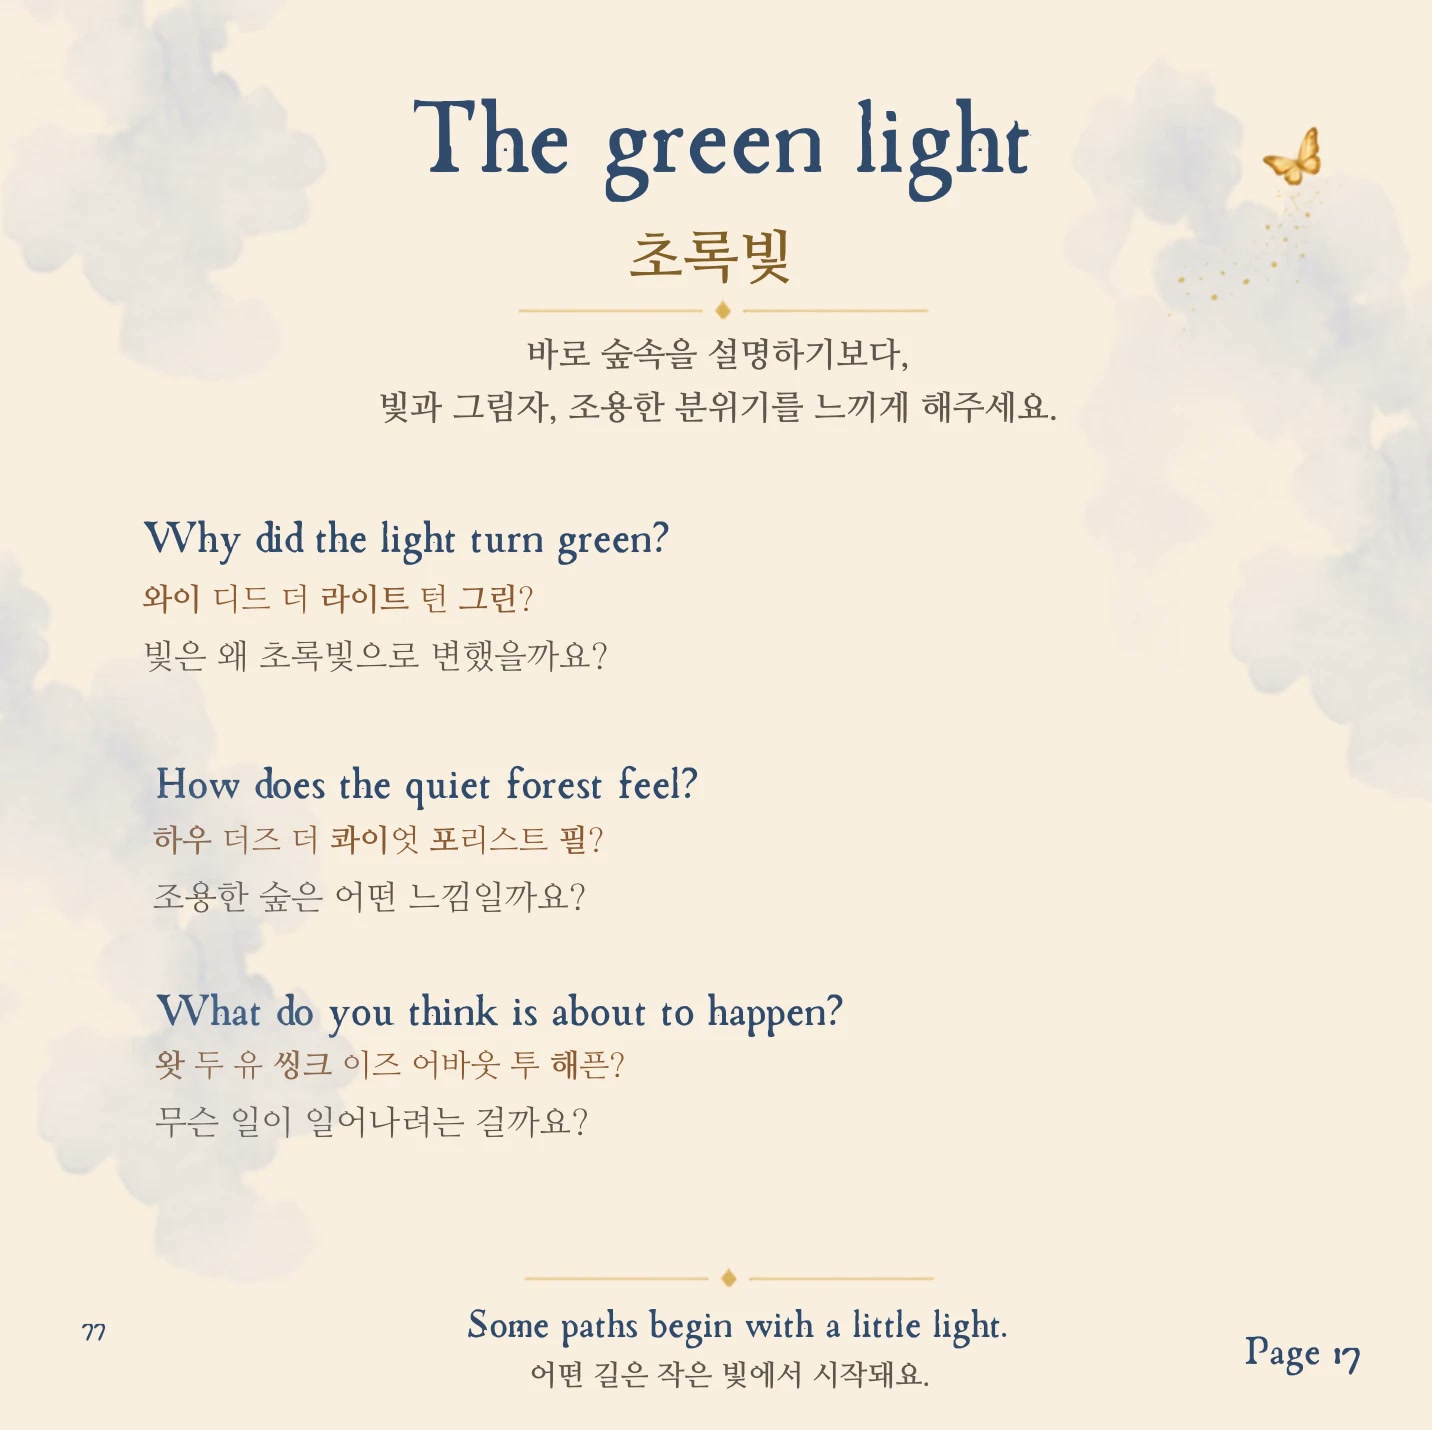 The green light
초록빛
바로 숲속을 설명하기보다,
빛과 그림자, 조용한 분위기를 느끼게 해주세요.
Why did the light turn green?
와이 디드 더 라이트 턴 그린?
빛은 왜 초록빛으로 변했을까요?
How does the quiet forest feel?
하우 더즈 더 콰이엇 포리스트 필?
조용한 숲은 어떤 느낌일까요?
What do you think is about to happen?
왓 두 유 씽크 이즈 어바웃 투 해픈?
무슨 일이 일어나려는 걸까요?
Some paths begin with a little light.
어떤 길은 작은 빛에서 시작돼요.
77
Page 17